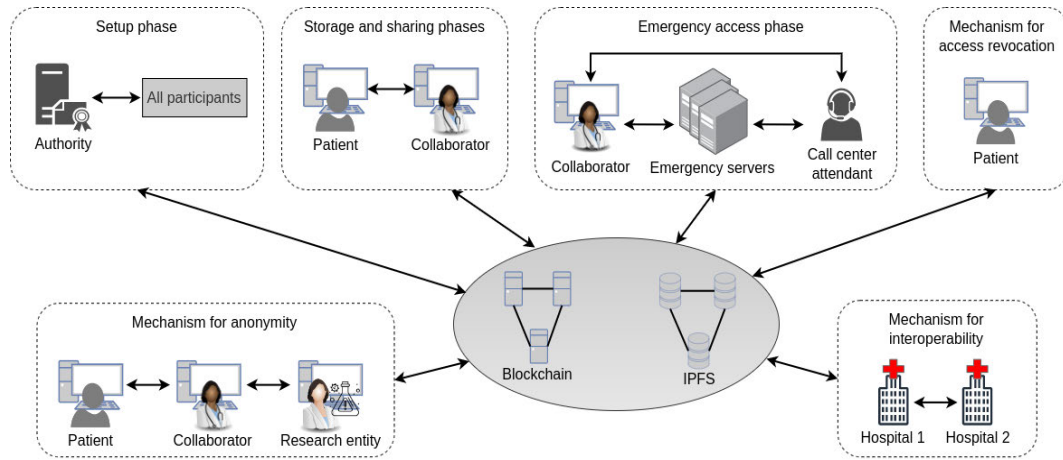 Setup phase
All participants
Authority
Storage and sharing phases
Patient
Collaborator
Emergency access phase
Collaborator
Emergency servers
Call center
attendant
Mechanism for
access revocation
Patient
Blockchain
IPFS
Mechanism for anonymity
Patient
Collaborator
Research entity
Mechanism for
interoperability
Hospital 1
Hospital 2